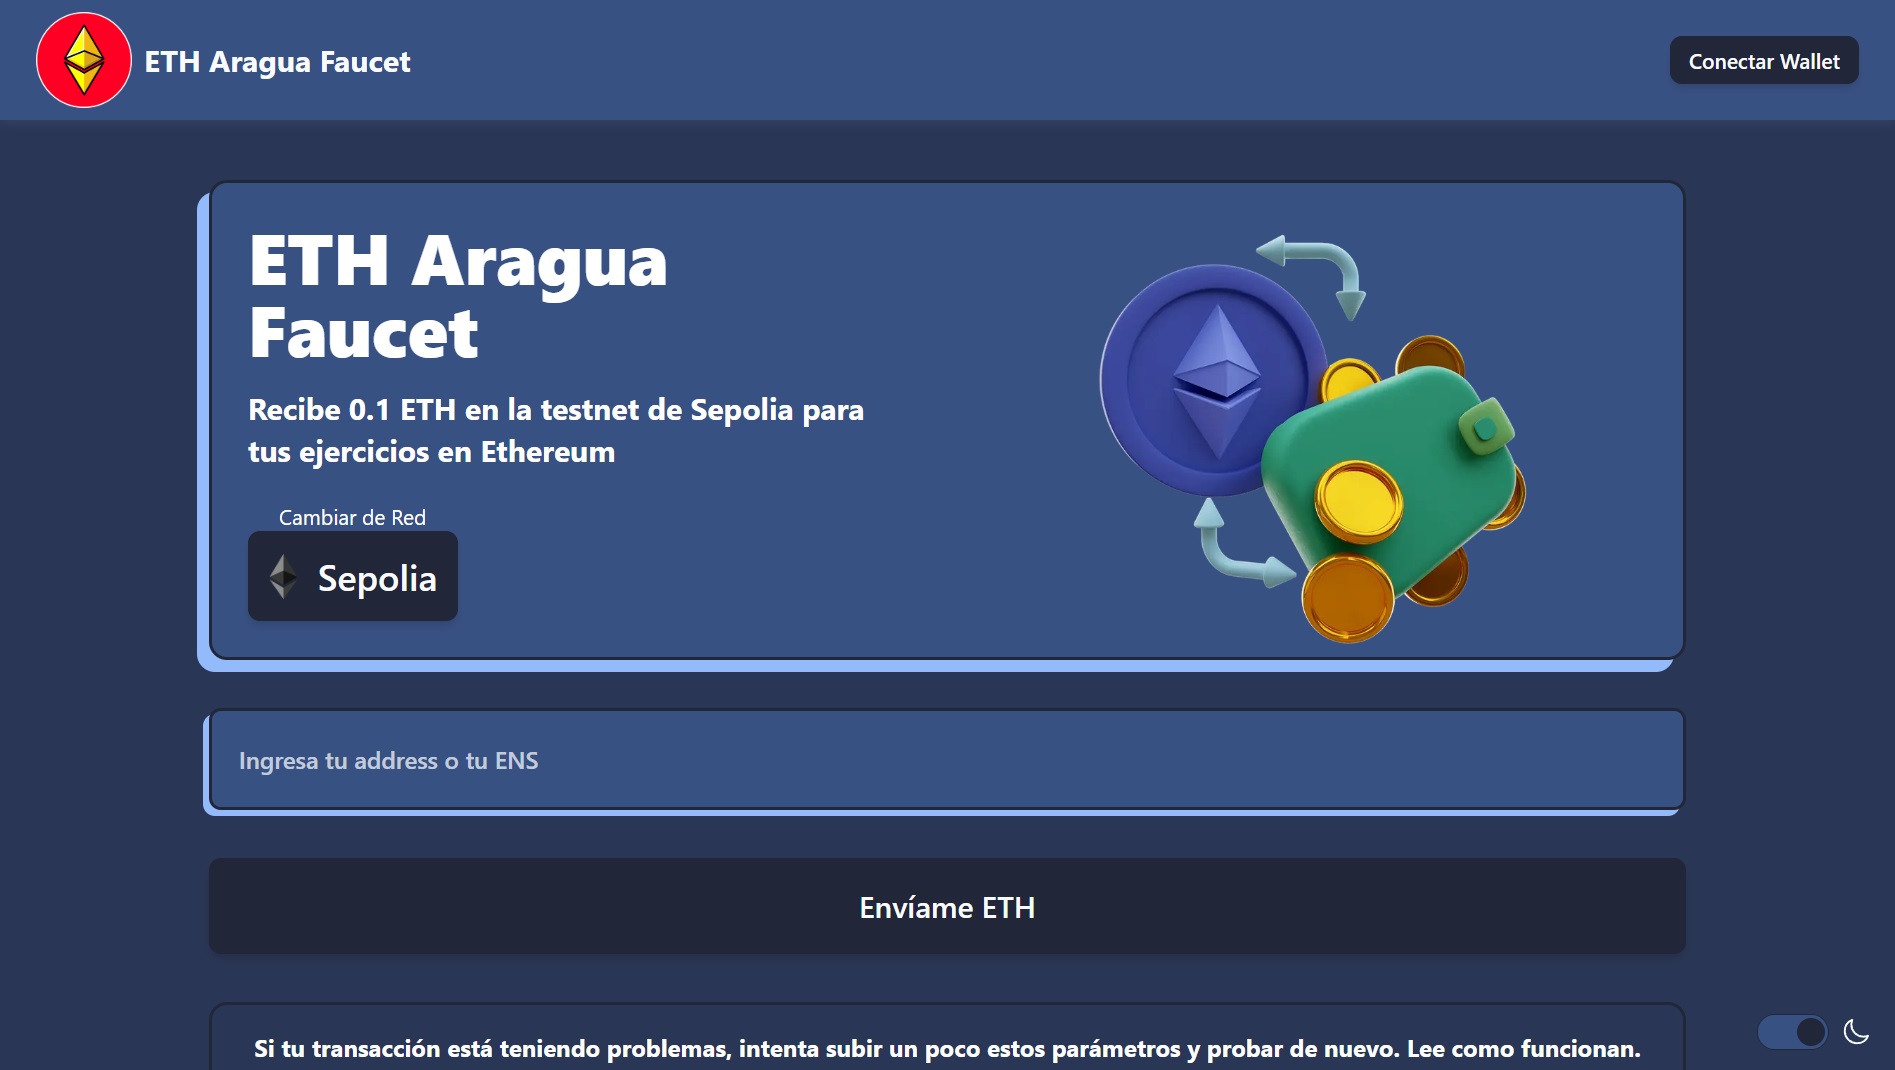 ETH Aragua Faucet
Conectar Wallet
ETH Aragua
Faucet
Recibe 0.1 ETH en la testnet de Sepolia para
tus ejercicios en Ethereum
Cambiar de Red
Sepolia
Ingresa tu address o tu ENS
Envíame ETH
Si tu transacción está teniendo problemas, intenta subir un poco estos parámetros y probar de nuevo. Lee como funcionan.